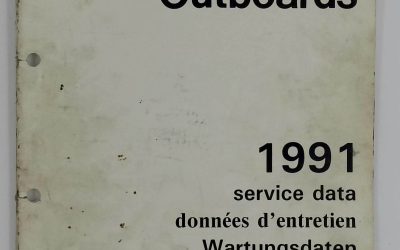 Outboards
1991
service data
données d'entretien
Wartungsdaten